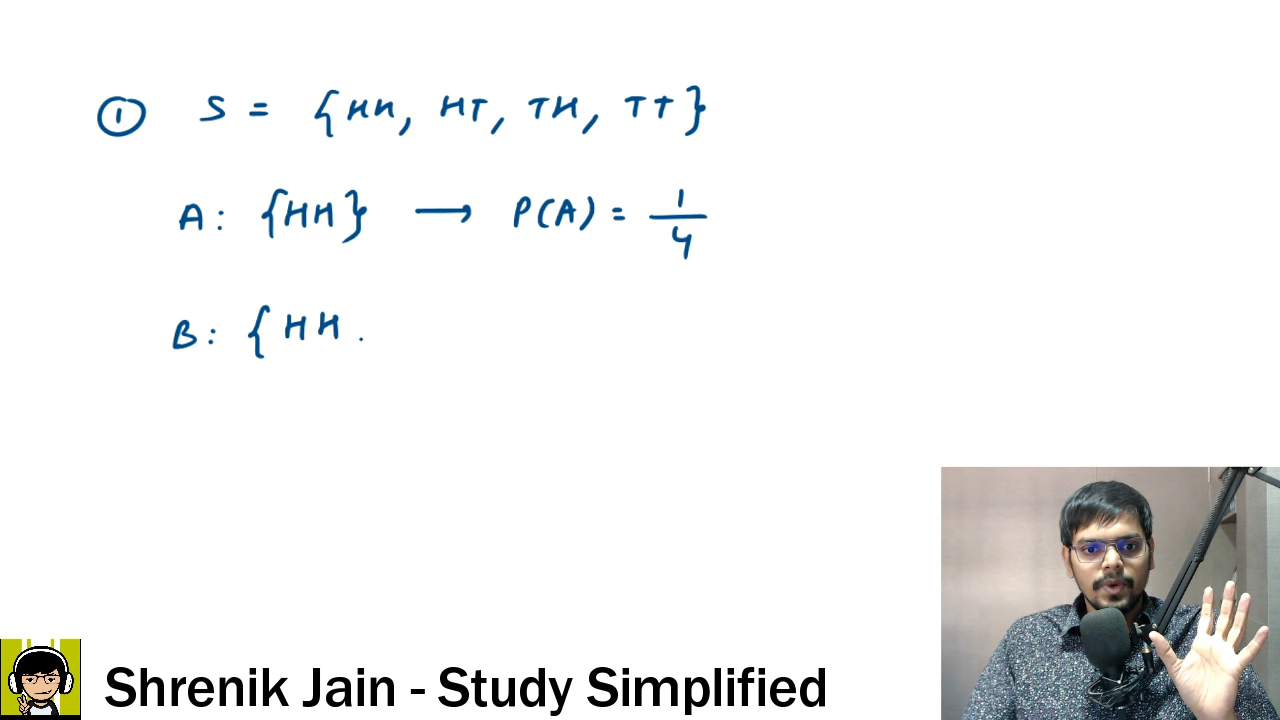 ① S = {HH, HT, TH, TT}
A: {HH} → P(A) = 1/4
B: {HH .
Shrenik Jain - Study Simplified